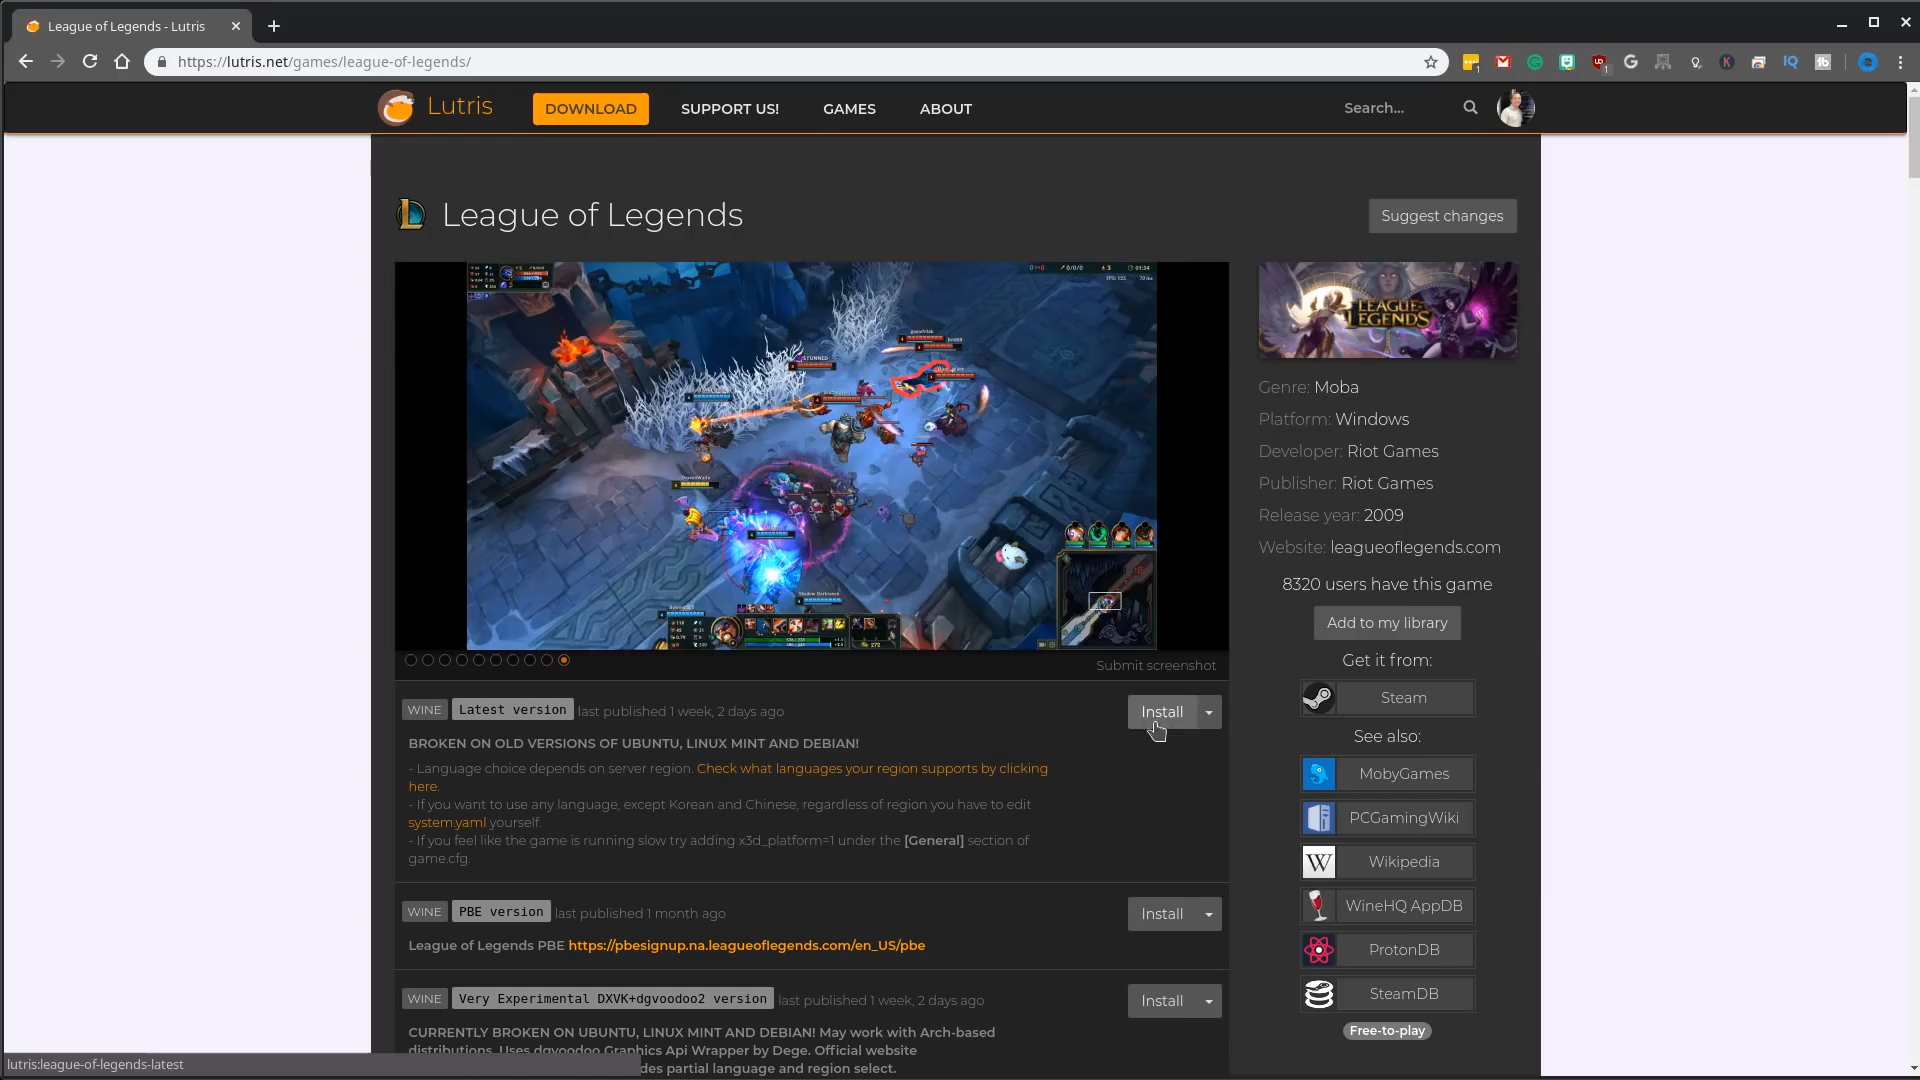 League of Legends - Lutris
https://lutris.net/games/league-of-legends/
Lutris
DOWNLOAD
SUPPORT US!
GAMES
ABOUT
Search...
League of Legends
Suggest changes
STUNNED
Shadow Darkrunex
LEAGUE OF LEGENDS
Genre: Moba
Platform: Windows
Developer: Riot Games
Publisher: Riot Games
Release year: 2009
Website: leagueoflegends.com
8320 users have this game
Add to my library
Get it from:
Steam
See also:
MobyGames
PCGamingWiki
Wikipedia
WineHQ AppDB
ProtonDB
SteamDB
Free-to-play
Submit screenshot
WINE Latest version last published 1 week, 2 days ago
Install
BROKEN ON OLD VERSIONS OF UBUNTU, LINUX MINT AND DEBIAN!
- Language choice depends on server region. Check what languages your region supports by clicking
here.
- If you want to use any language, except Korean and Chinese, regardless of region you have to edit
system.yaml yourself.
- If you feel like the game is running slow try adding x3d_platform=1 under the [General] section of
game.cfg.
WINE PBE version last published 1 month ago
Install
League of Legends PBE https://pbesignup.na.leagueoflegends.com/en_US/pbe
WINE Very Experimental DXVK+dgvoodoo2 version last published 1 week, 2 days ago
Install
CURRENTLY BROKEN ON UBUNTU, LINUX MINT AND DEBIAN! May work with Arch-based
distributions. Uses dgvoodoo Graphics Api Wrapper by Dege. Official website
des partial language and region select.
lutris:league-of-legends-latest